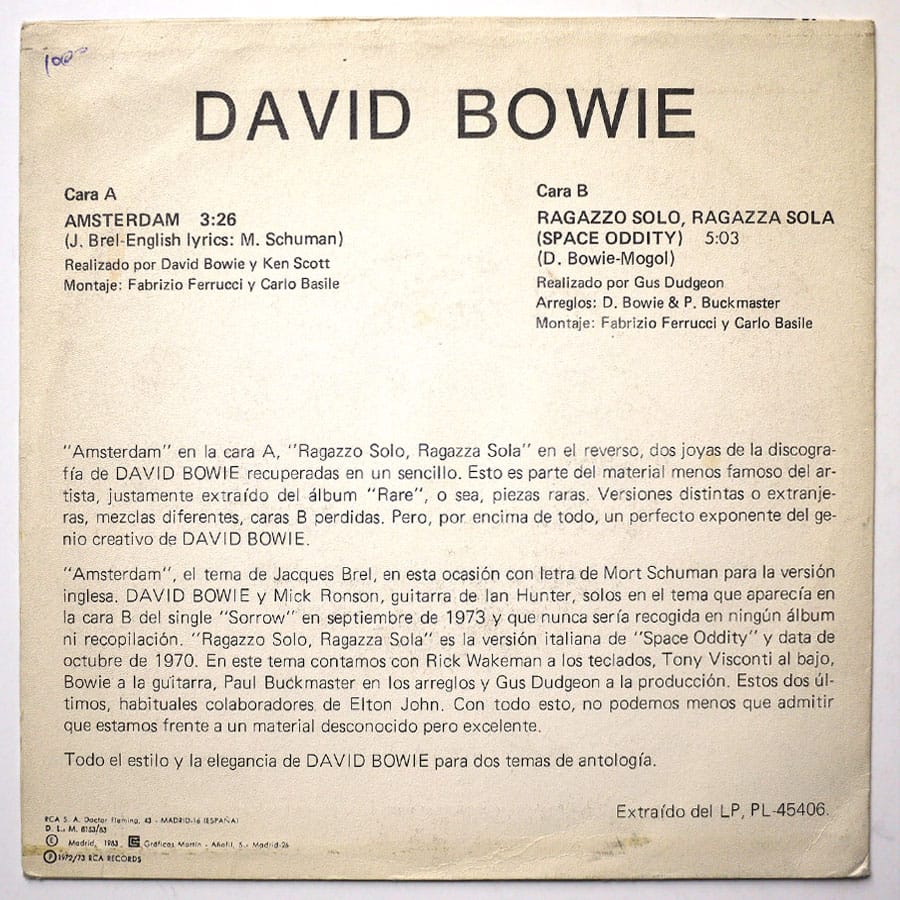 1000
DAVID BOWIE
Cara A
AMSTERDAM 3:26
(J. Brel-English lyrics: M. Schuman)
Realizado por David Bowie y Ken Scott
Montaje: Fabrizio Ferrucci y Carlo Basile
Cara B
RAGAZZO SOLO, RAGAZZA SOLA
(SPACE ODDITY) 5:03
(D. Bowie-Mogol)
Realizado por Gus Dudgeon
Arreglos: D. Bowie & P. Buckmaster
Montaje: Fabrizio Ferrucci y Carlo Basile
"Amsterdam" en la cara A, "Ragazzo Solo, Ragazza Sola" en el reverso, dos joyas de la discogra-
fía de DAVID BOWIE recuperadas en un sencillo. Esto es parte del material menos famoso del ar-
tista, justamente extraído del álbum "Rare", o sea, piezas raras. Versiones distintas o extranje-
ras, mezclas diferentes, caras B perdidas. Pero, por encima de todo, un perfecto exponente del ge-
nio creativo de DAVID BOWIE.
"Amsterdam", el tema de Jacques Brel, en esta ocasión con letra de Mort Schuman para la versión
inglesa. DAVID BOWIE y Mick Ronson, guitarra de Ian Hunter, solos en el tema que aparecía en
la cara B del single "Sorrow" en septiembre de 1973 y que nunca sería recogida en ningún álbum
ni recopilación. "Ragazzo Solo, Ragazza Sola" es la versión italiana de "Space Oddity" y data de
octubre de 1970. En este tema contamos con Rick Wakeman a los teclados, Tony Visconti al bajo,
Bowie a la guitarra, Paul Buckmaster en los arreglos y Gus Dudgeon a la producción. Estos dos úl-
timos, habituales colaboradores de Elton John. Con todo esto, no podemos menos que admitir
que estamos frente a un material desconocido pero excelente.
Todo el estilo y la elegancia de DAVID BOWIE para dos temas de antología.
Extraído del LP, PL-45406.
RCA S. A. Doctor Fleming, 43 - MADRID-16 (ESPAÑA)
D. L.: M. 8153/83
Ⓒ Madrid, 1983 Gráficas Martín - Añafil, 5.- Madrid-26
Ⓟ 1972/73 RCA RECORDS